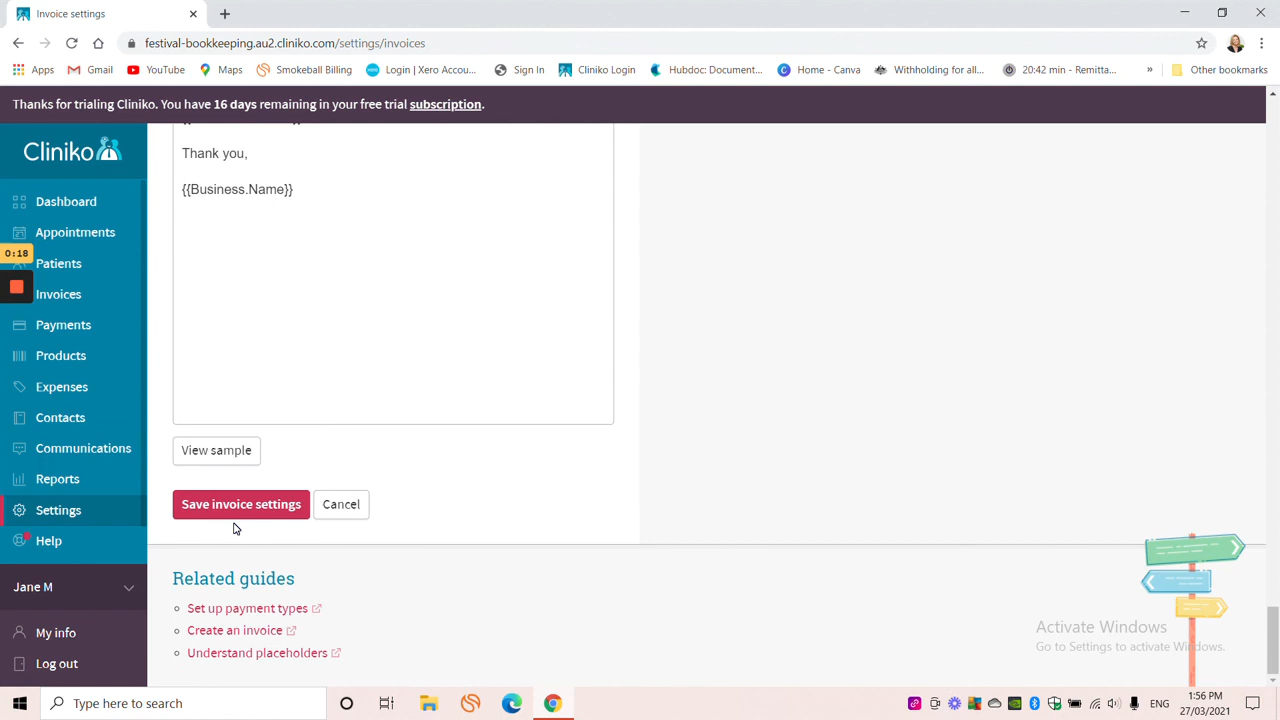 Invoice settings
festival-bookkeeping.au2.cliniko.com/settings/invoices
Apps Gmail YouTube Maps Smokeball Billing Login | Xero Accou... Sign In Cliniko Login Hubdoc: Document... Home - Canva Withholding for all... 20:42 min - Remitta... » Other bookmarks
Thanks for trialing Cliniko. You have 16 days remaining in your free trial subscription.
Cliniko
Dashboard
Appointments
0:18
Patients
Invoices
Payments
Products
Expenses
Contacts
Communications
Reports
Settings
Help
Jane M
My info
Log out
Thank you,
{{Business.Name}}
View sample
Save invoice settings Cancel
Related guides
Set up payment types
Create an invoice
Understand placeholders
Activate Windows
Go to Settings to activate Windows.
Type here to search
ENG
1:56 PM
27/03/2021